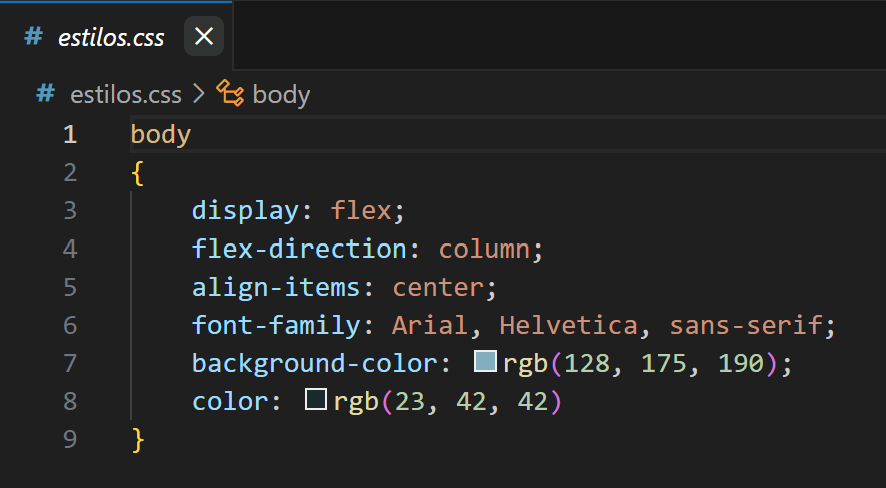 # estilos.css ×
# estilos.css > body
1 body
2 {
3     display: flex;
4     flex-direction: column;
5     align-items: center;
6     font-family: Arial, Helvetica, sans-serif;
7     background-color: rgb(128, 175, 190);
8     color: rgb(23, 42, 42)
9 }